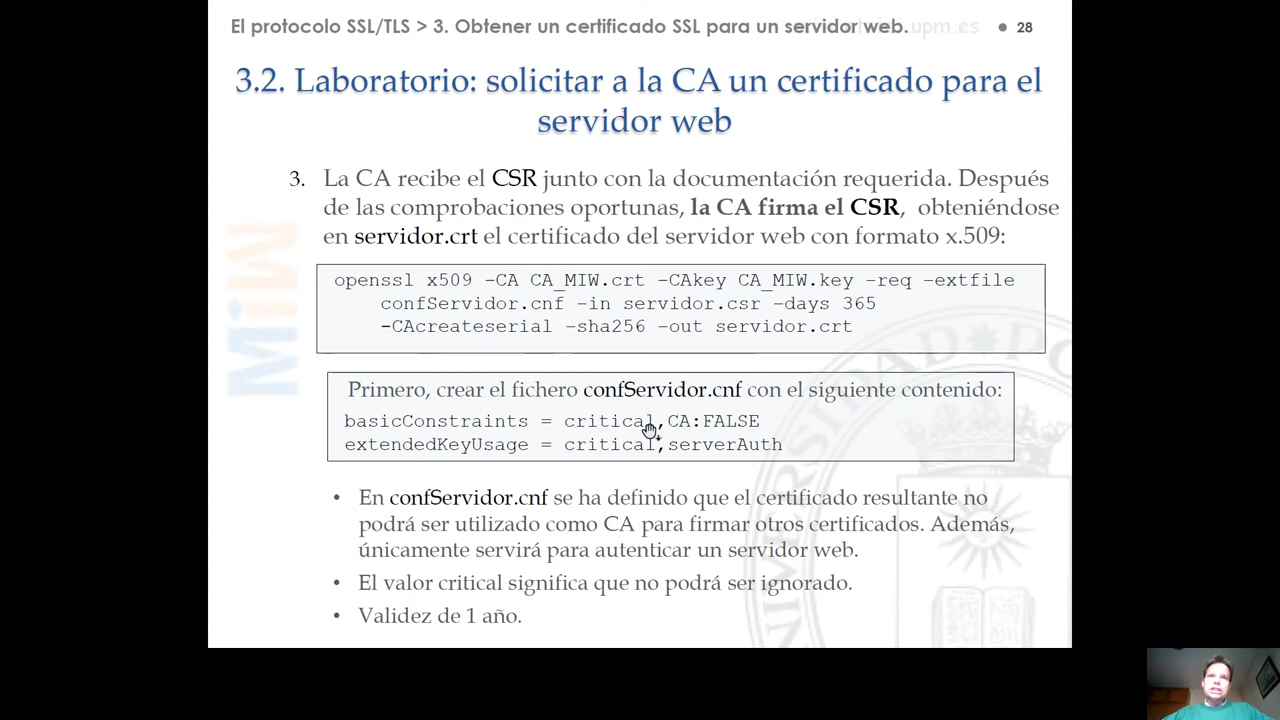 El protocolo SSL/TLS > 3. Obtener un certificado SSL para un servidor web.
28
3.2. Laboratorio: solicitar a la CA un certificado para el
servidor web
3. La CA recibe el CSR junto con la documentación requerida. Después
de las comprobaciones oportunas, la CA firma el CSR, obteniéndose
en servidor.crt el certificado del servidor web con formato x.509:
openssl x509 –CA CA_MIW.crt –CAkey CA_MIW.key –req –extfile
confServidor.cnf –in servidor.csr –days 365
-CAcreateserial –sha256 –out servidor.crt
Primero, crear el fichero confServidor.cnf con el siguiente contenido:
basicConstraints = critical,CA:FALSE
extendedKeyUsage = critical,serverAuth
• En confServidor.cnf se ha definido que el certificado resultante no
podrá ser utilizado como CA para firmar otros certificados. Además,
únicamente servirá para autenticar un servidor web.
• El valor critical significa que no podrá ser ignorado.
• Validez de 1 año.
MiW